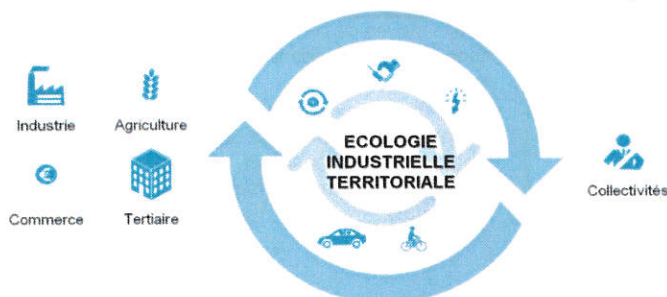 Industrie
Agriculture
Commerce
Tertiaire
ECOLOGIE
INDUSTRIELLE
TERRITORIALE
Collectivités